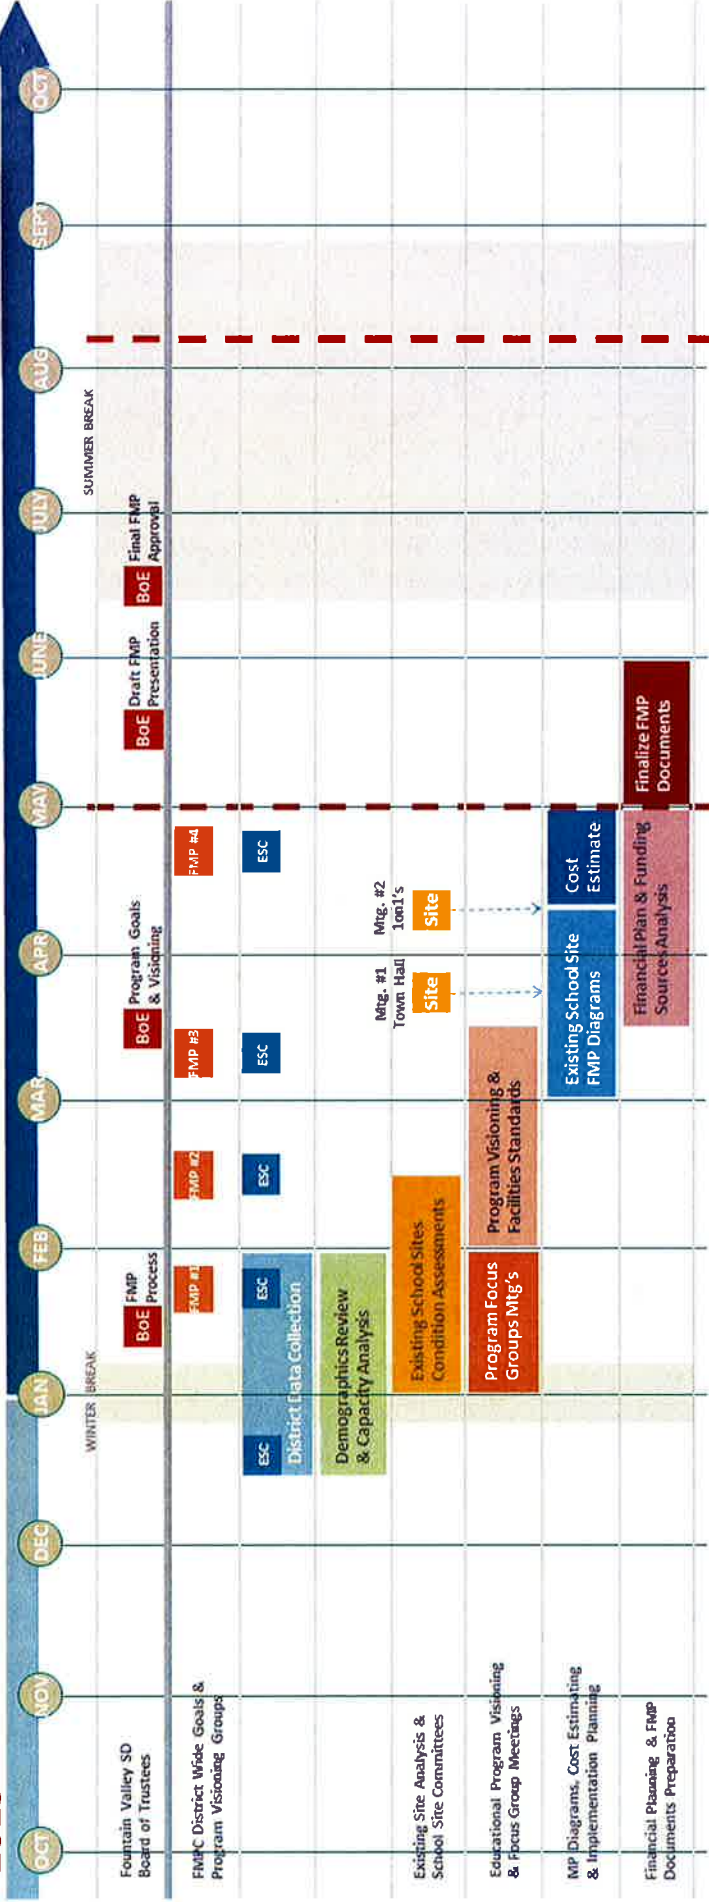 OCT
NOV
DEC
JAN
FEB
MAR
APR
MAY
JUNE
JULY
AUG
SEPT
OCT
WINTER BREAK
SUMMER BREAK
Fountain Valley SD
Board of Trustees
BoE
FMP
Process
BoE
Program Goals
& Visioning
BoE
Draft FMP
Presentation
BoE
Final FMP
Approval
FMPC District Wide Goals &
Program Visioning Groups
FMP #1
FMP #2
FMP #3
FMP #4
ESC
ESC
ESC
ESC
ESC
District Data Collection
Demographics Review
& Capacity Analysis
Existing Site Analysis &
School Site Committees
Existing School Sites
Condition Assessments
Mtg. #1
Town Hall
Site
Mtg. #2
1on1's
Site
Educational Program Visioning
& Focus Group Meetings
Program Focus
Groups Mtg's
Program Visioning &
Facilities Standards
MP Diagrams, Cost Estimating
& Implementation Planning
Existing School Site
FMP Diagrams
Cost
Estimate
Financial Planning & FMP
Documents Preparation
Financial Plan & Funding
Sources Analysis
Finalize FMP
Documents